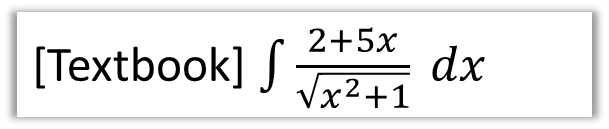 [Textbook] ∫ 2+5x / √x²+1 dx